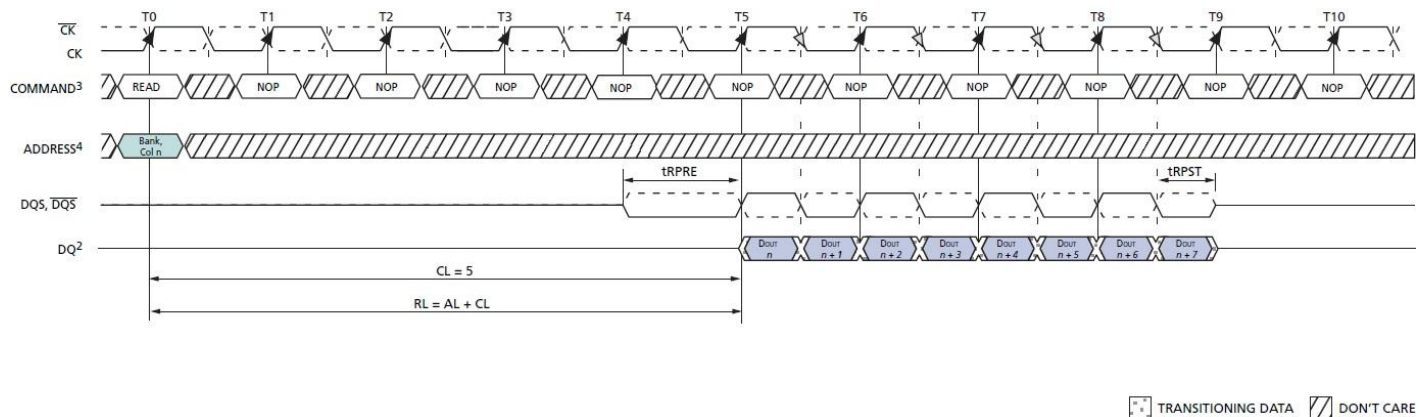 T0 T1 T2 T3 T4 T5 T6 T7 T8 T9 T10
CK
CK
COMMAND3 READ NOP NOP NOP NOP NOP NOP NOP NOP NOP NOP
ADDRESS4 Bank,
Col n
tRPRE tRPST
DQS, DQS
DQ2 DOUT DOUT DOUT DOUT DOUT DOUT DOUT DOUT
n n + 1 n + 2 n + 3 n + 4 n + 5 n + 6 n + 7
CL = 5
RL = AL + CL
TRANSITIONING DATA DON'T CARE